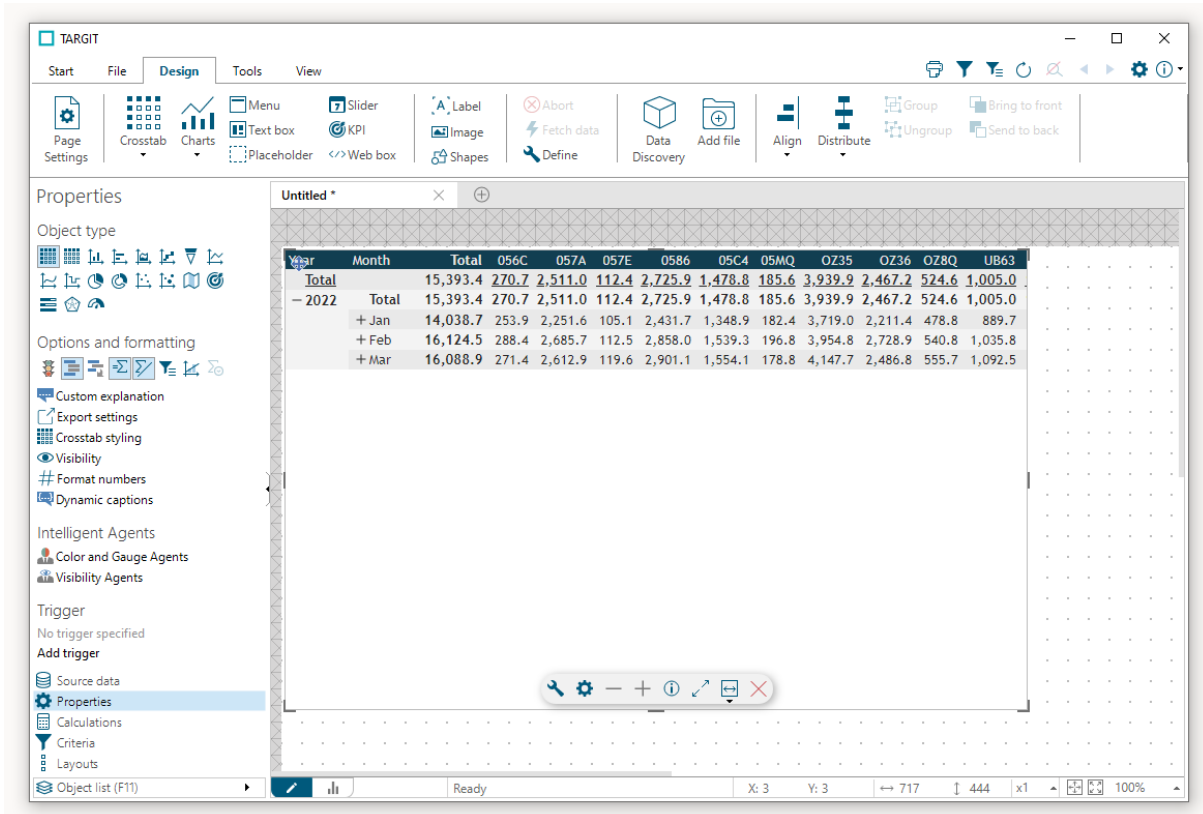 TARGIT
Start File Design Tools View
Page Settings
Crosstab
Charts
Menu
Text box
Placeholder
Slider
KPI
Web box
Label
Image
Shapes
Abort
Fetch data
Define
Data Discovery
Add file
Align
Distribute
Group
Ungroup
Bring to front
Send to back
Properties
Object type
Options and formatting
Custom explanation
Export settings
Crosstab styling
Visibility
Format numbers
Dynamic captions
Intelligent Agents
Color and Gauge Agents
Visibility Agents
Trigger
No trigger specified
Add trigger
Source data
Properties
Calculations
Criteria
Layouts
Object list (F11)
Untitled *
Year Month Total 056C 057A 057E 0586 05C4 05MQ OZ35 OZ36 OZ8Q UB63
Total 15,393.4 270.7 2,511.0 112.4 2,725.9 1,478.8 185.6 3,939.9 2,467.2 524.6 1,005.0
2022 Total 15,393.4 270.7 2,511.0 112.4 2,725.9 1,478.8 185.6 3,939.9 2,467.2 524.6 1,005.0
Jan 14,038.7 253.9 2,251.6 105.1 2,431.7 1,348.9 182.4 3,719.0 2,211.4 478.8 889.7
Feb 16,124.5 288.4 2,685.7 112.5 2,858.0 1,539.3 196.8 3,954.8 2,728.9 540.8 1,035.8
Mar 16,088.9 271.4 2,612.9 119.6 2,901.1 1,554.1 178.8 4,147.7 2,486.8 555.7 1,092.5
Ready X: 3 Y: 3 717 444 x1 100%